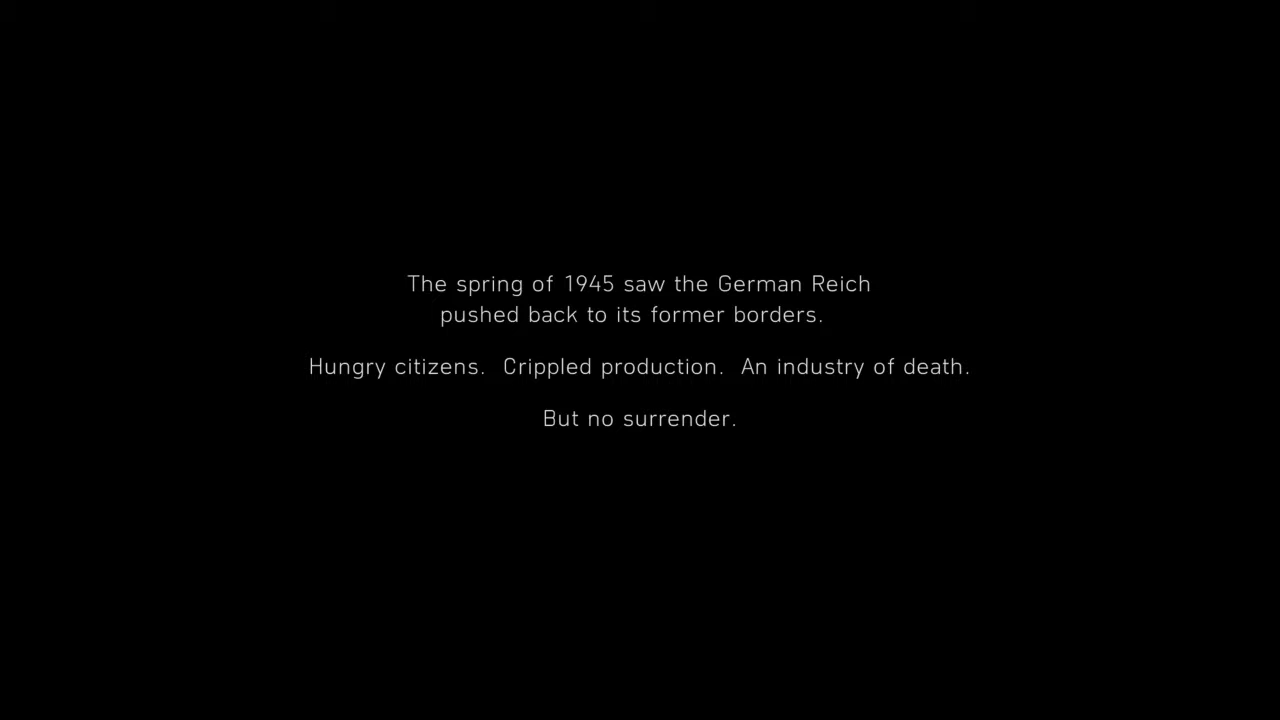 The spring of 1945 saw the German Reich
pushed back to its former borders.
Hungry citizens.  Crippled production.  An industry of death.
But no surrender.